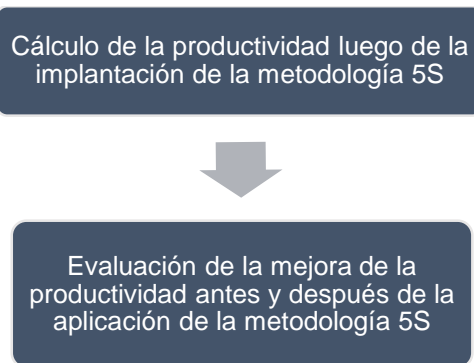 Cálculo de la productividad luego de la
implantación de la metodología 5S
Evaluación de la mejora de la
productividad antes y después de la
aplicación de la metodología 5S